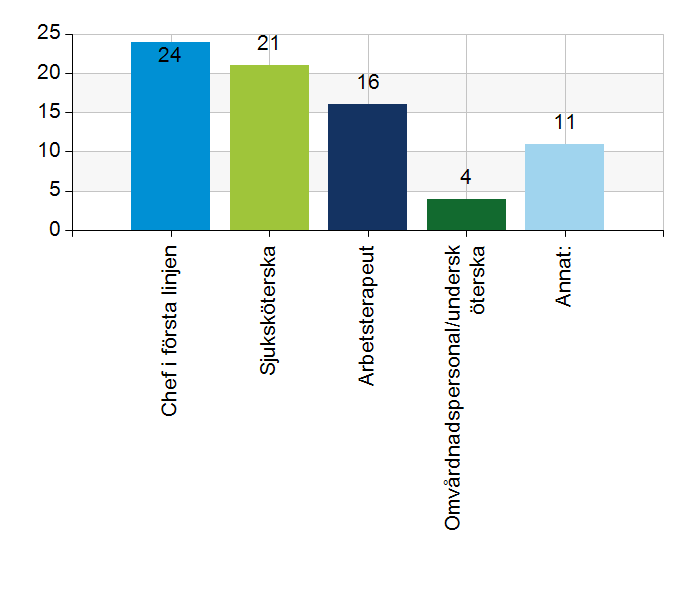 25
20
15
10
5
0
24
21
16
4
11
Chef i första linjen
Sjuksköterska
Arbetsterapeut
Omvårdnadspersonal/undersk
öterska
Annat: